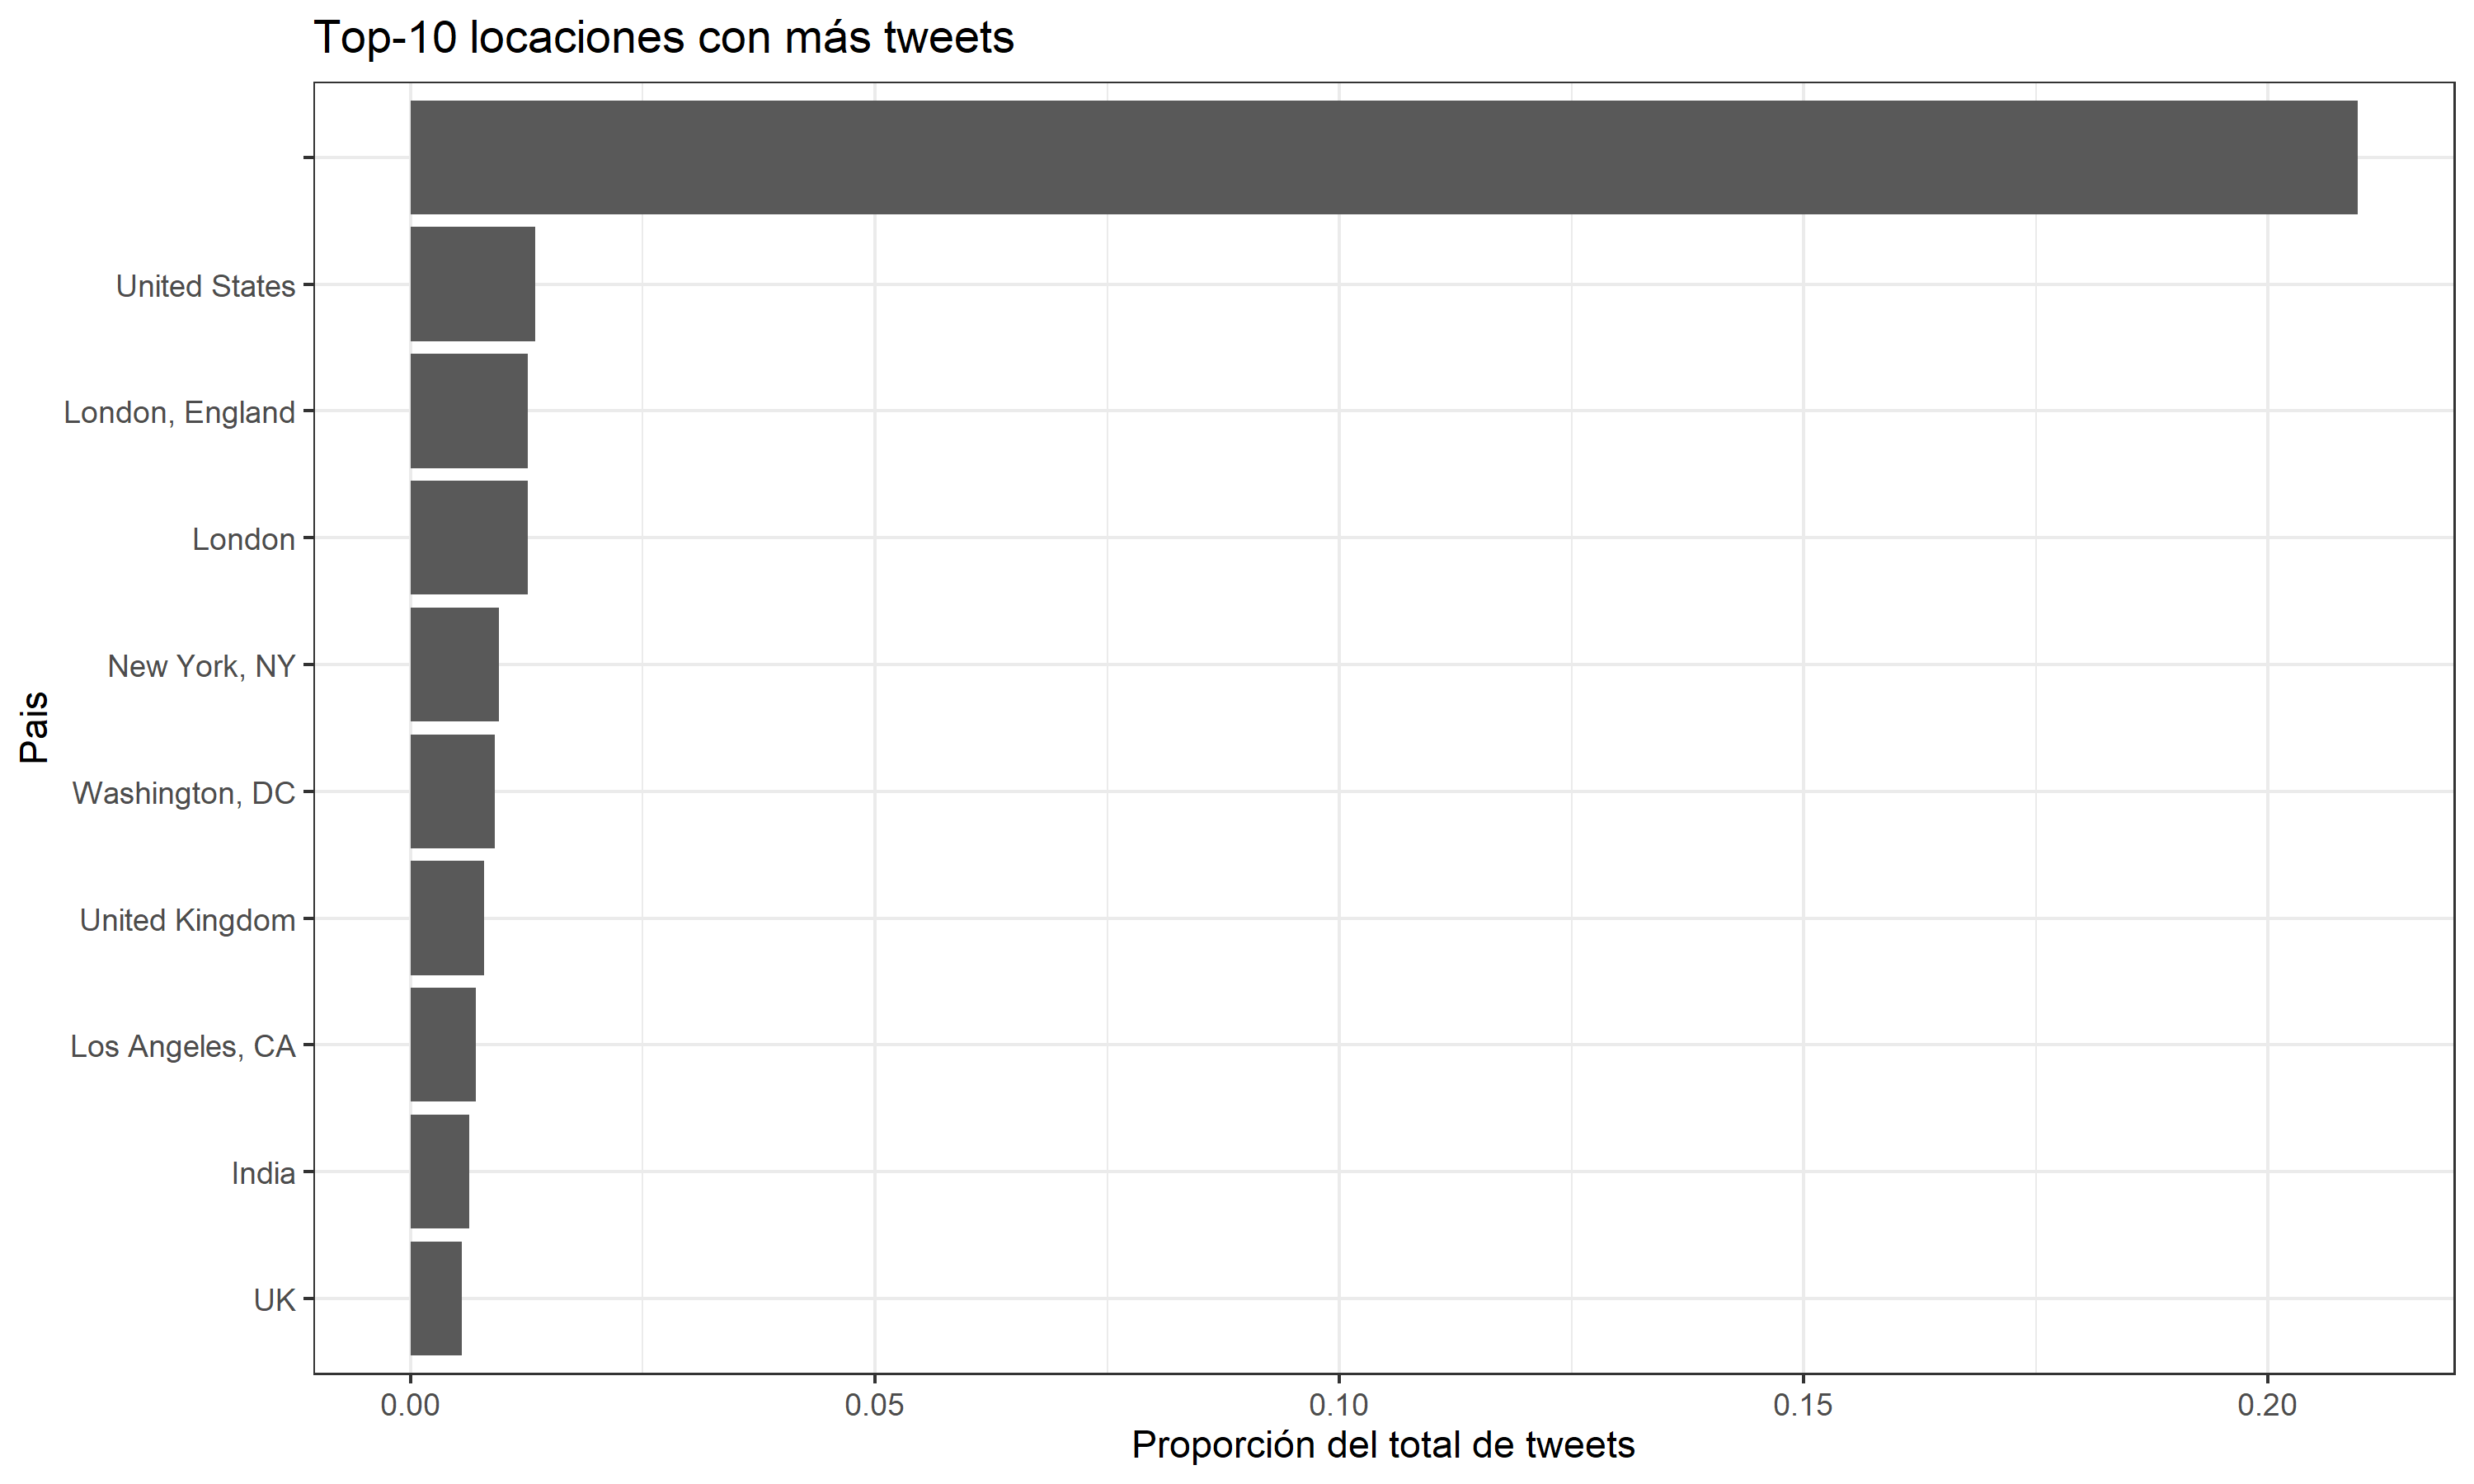 Top-10 locaciones con más tweets
United States
London, England
London
New York, NY
Washington, DC
United Kingdom
Los Angeles, CA
India
UK
Pais
0.00 0.05 0.10 0.15 0.20
Proporción del total de tweets